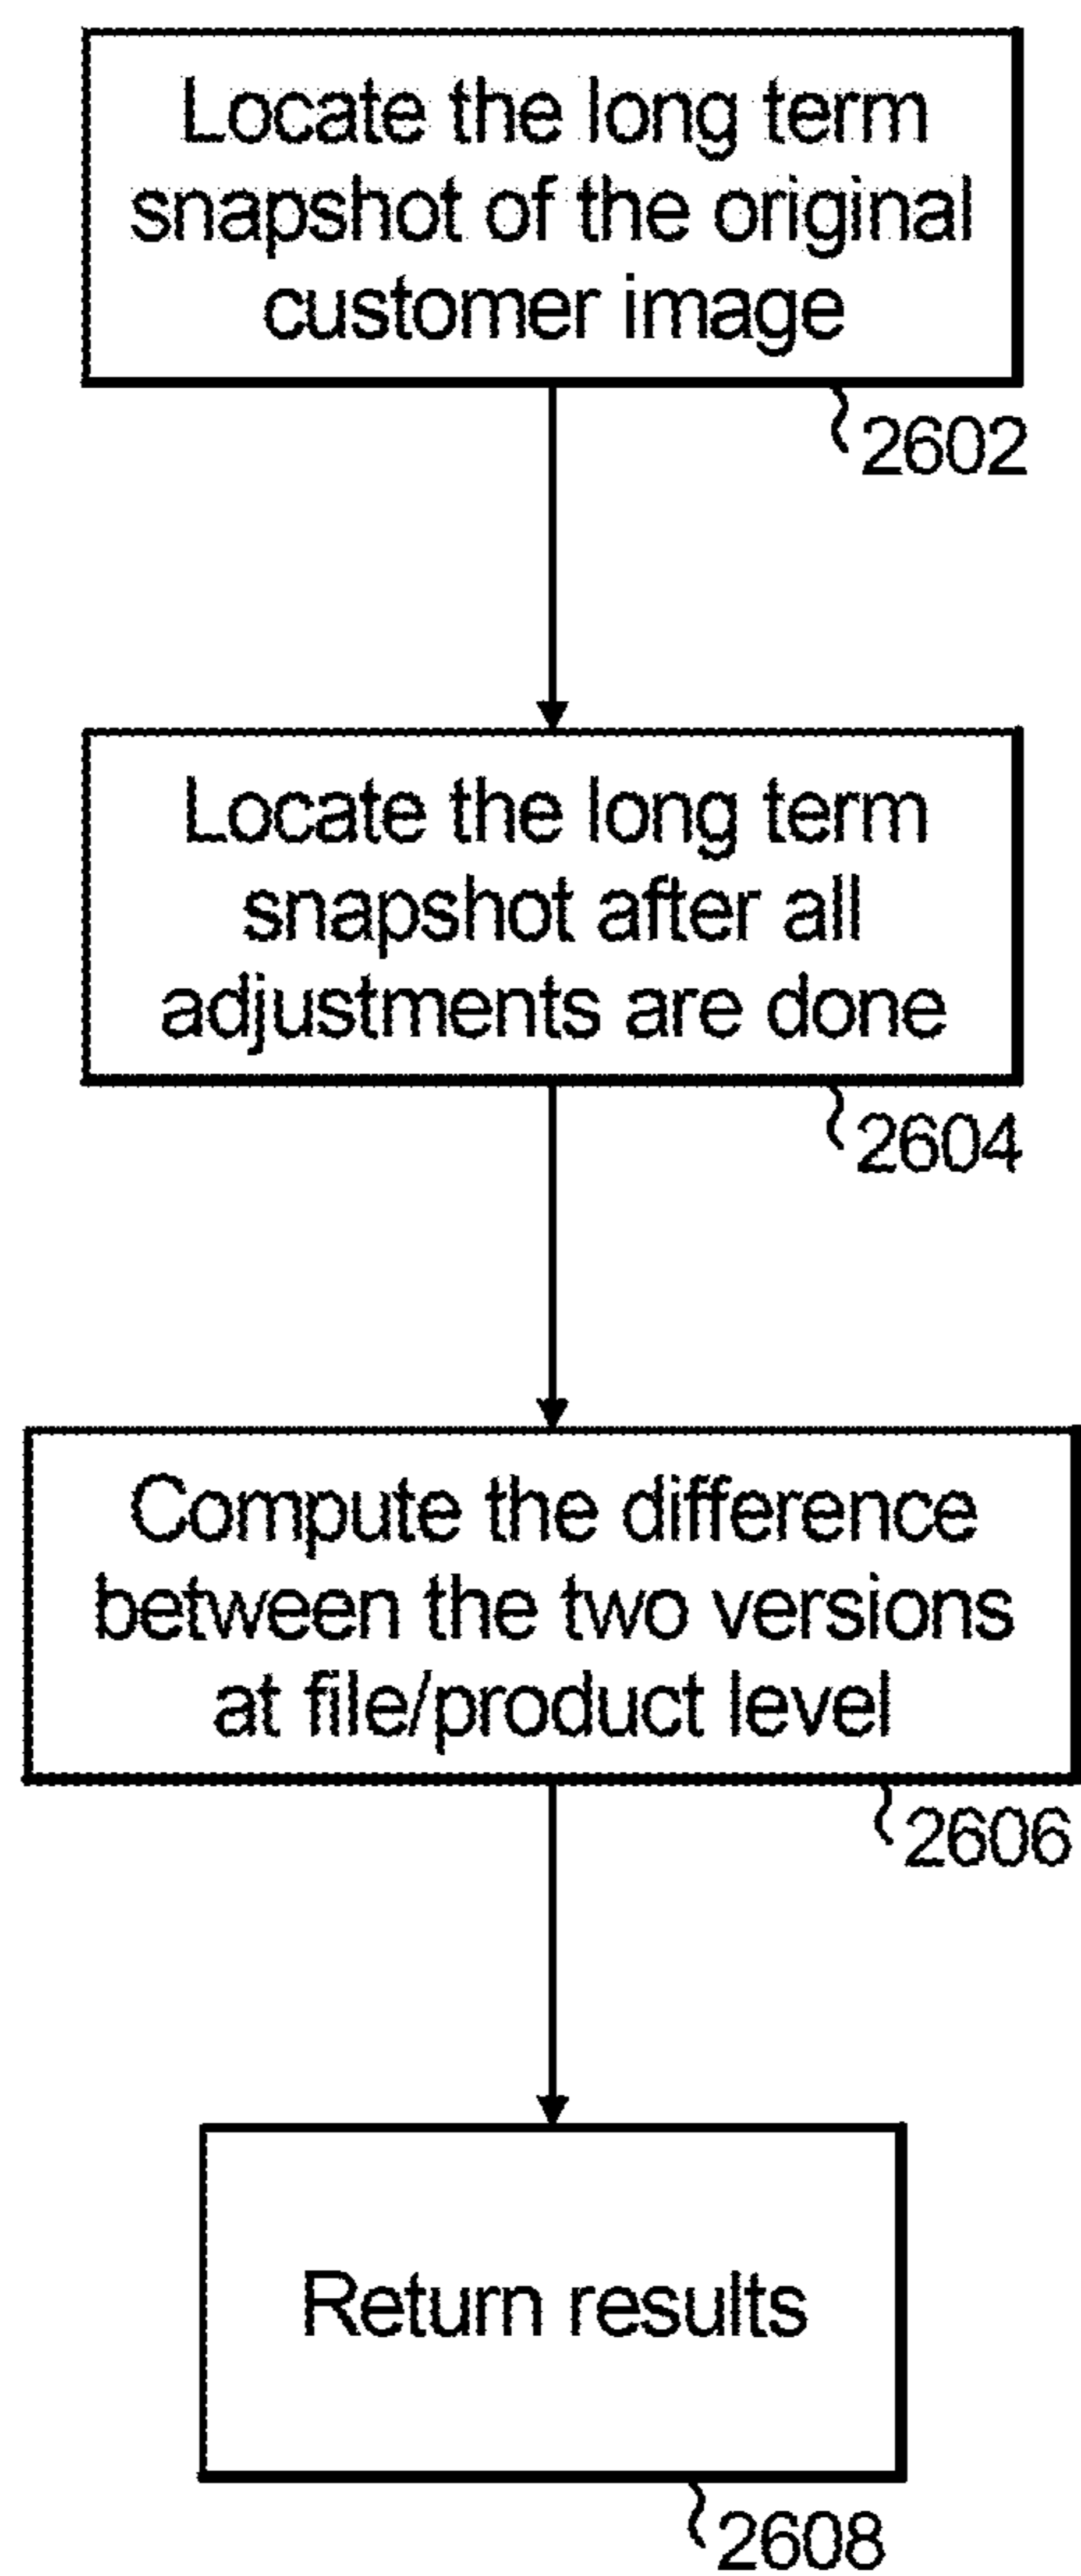 Locate the long term
snapshot of the original
customer image
2602
Locate the long term
snapshot after all
adjustments are done
2604
Compute the difference
between the two versions
at file/product level
2606
Return results
2608